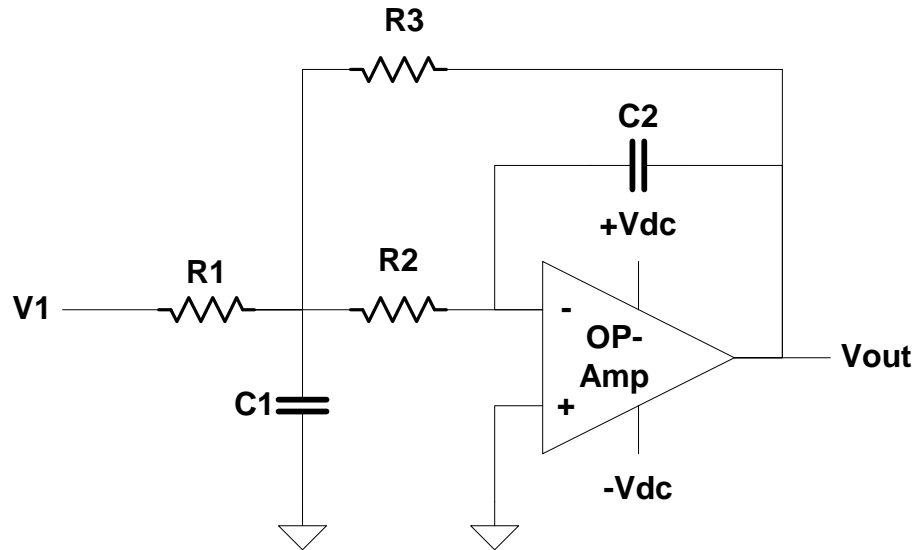 R3
C2
+Vdc
R1
R2
V1
-
OP-
Amp
Vout
C1
+
-Vdc